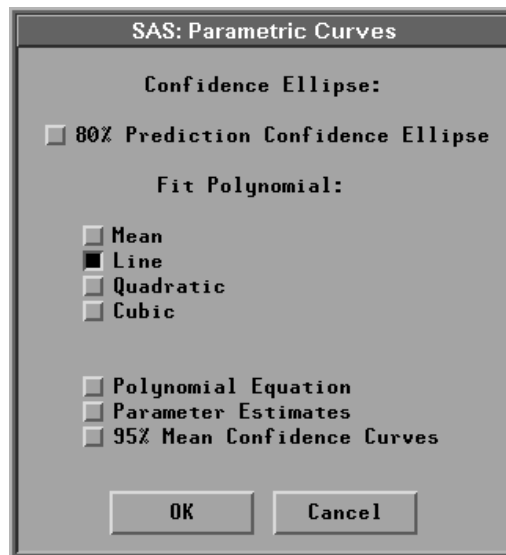 SAS: Parametric Curves
Confidence Ellipse:
80% Prediction Confidence Ellipse
Fit Polynomial:
Mean
Line
Quadratic
Cubic
Polynomial Equation
Parameter Estimates
95% Mean Confidence Curves
OK Cancel